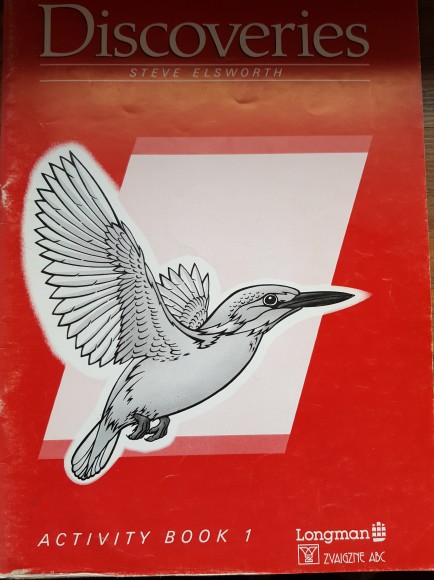 Discoveries
STEVE ELSWORTH
ACTIVITY BOOK 1
Longman
ZVAIGZNE ABC